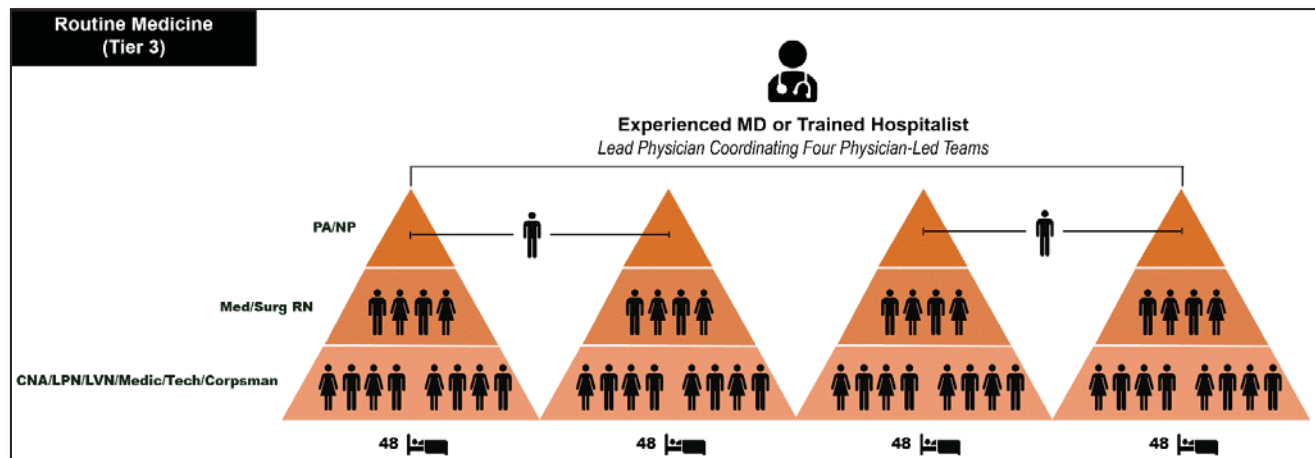 Routine Medicine
(Tier 3)
Experienced MD or Trained Hospitalist
Lead Physician Coordinating Four Physician-Led Teams
PA/NP
Med/Surg RN
CNA/LPN/LVN/Medic/Tech/Corpsman
48
48
48
48